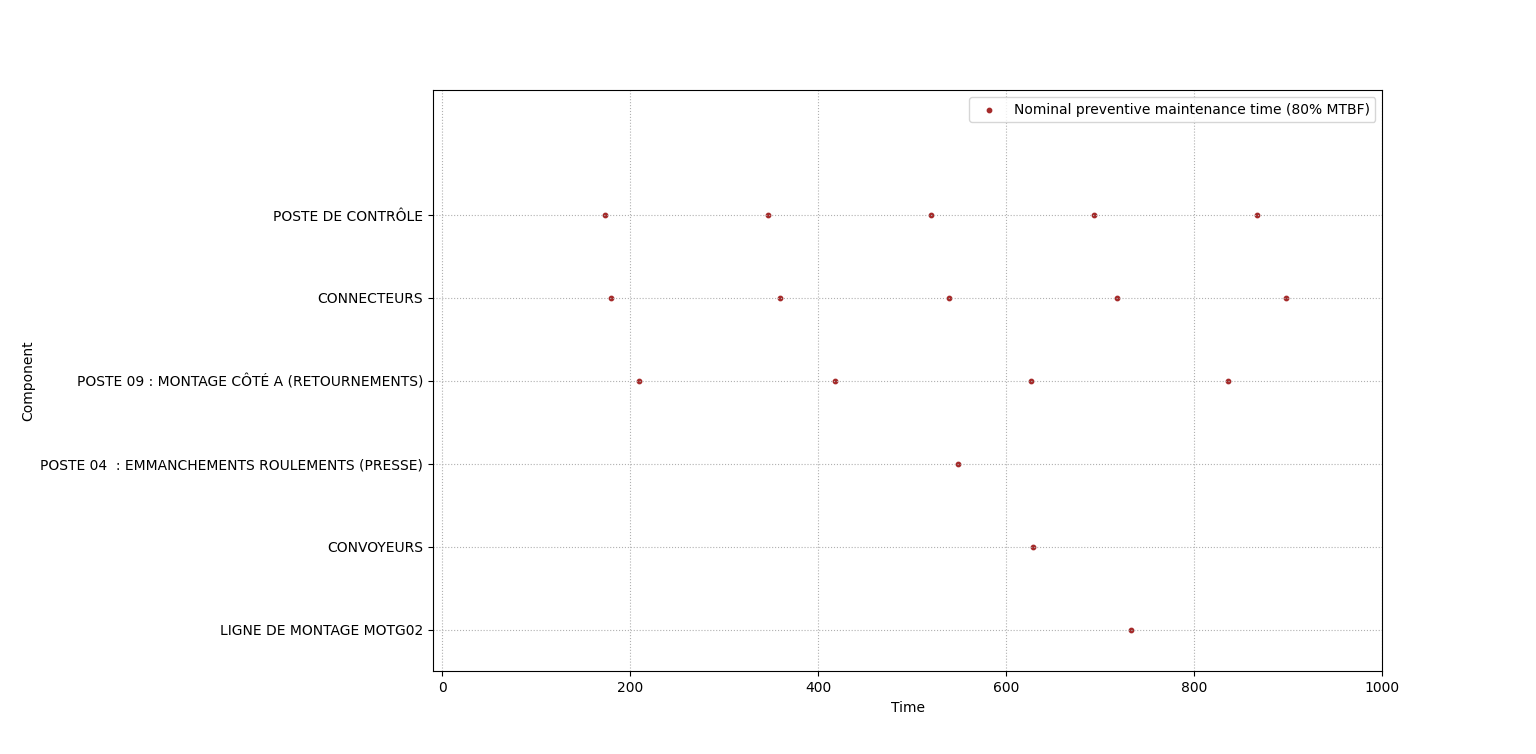 Nominal preventive maintenance time (80% MTBF)
POSTE DE CONTRÔLE
CONNECTEURS
POSTE 09 : MONTAGE CÔTÉ A (RETOURNEMENTS)
POSTE 04  : EMMANCHEMENTS ROULEMENTS (PRESSE)
CONVOYEURS
LIGNE DE MONTAGE MOTG02
Component
0 200 400 600 800 1000
Time